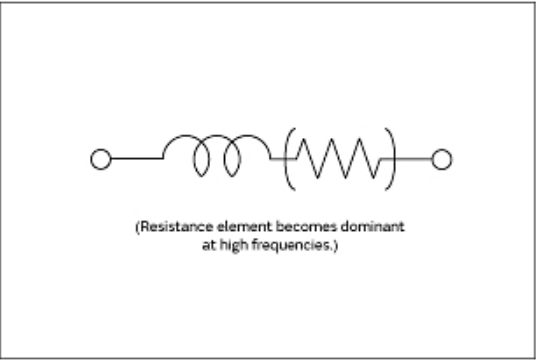 (Resistance element becomes dominant
at high frequencies.)